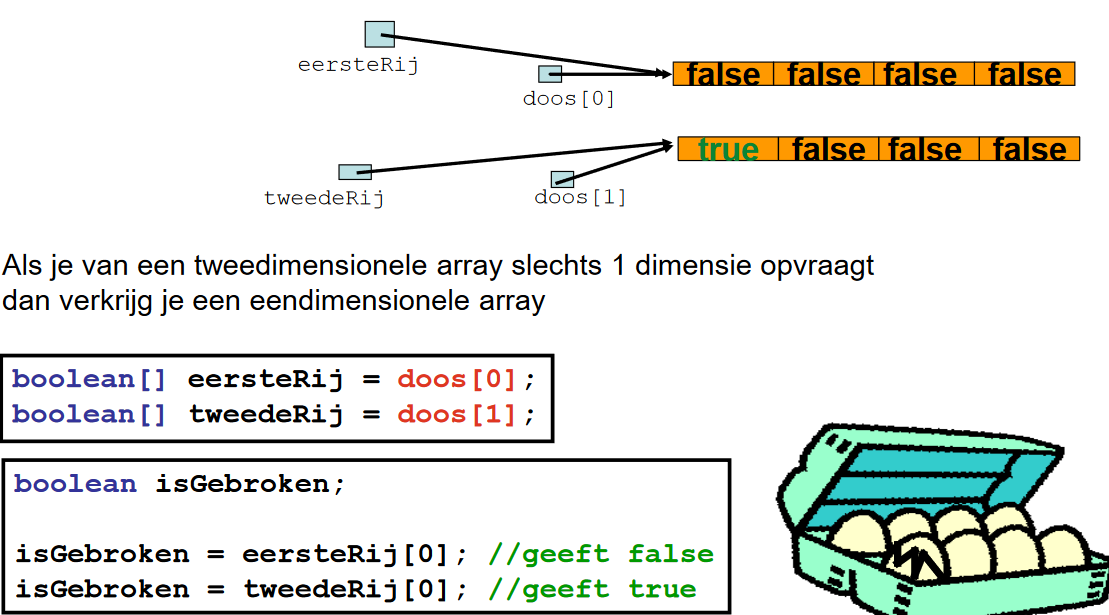 eersteRij
false false false false
doos[0]
true false false false
tweedeRij
doos[1]
Als je van een tweedimensionele array slechts 1 dimensie opvraagt
dan verkrijg je een eendimensionele array
boolean[] eersteRij = doos[0];
boolean[] tweedeRij = doos[1];
boolean isGebroken;
isGebroken = eersteRij[0]; //geeft false
isGebroken = tweedeRij[0]; //geeft true